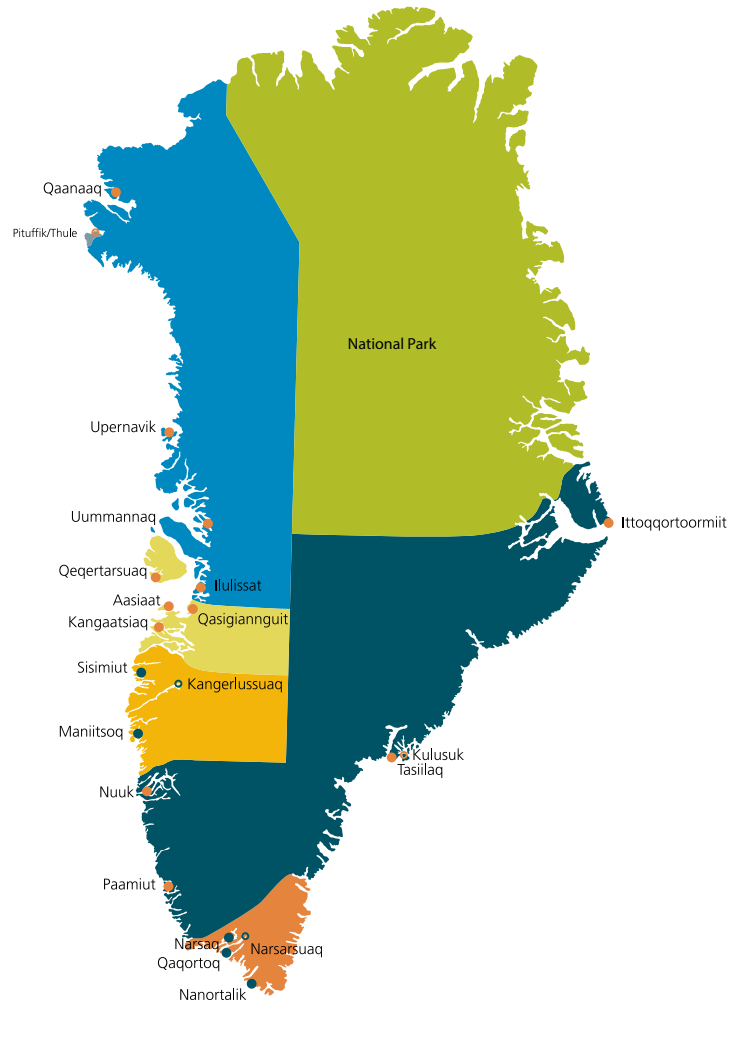 Qaanaaq
Pituffik/Thule
National Park
Upernavik
Uummannaq
Ittoqqortoormiit
Qeqertarsuaq
Ilulissat
Aasiaat
Qasigiannguit
Kangaatsiaq
Sisimiut
Kangerlussuaq
Maniitsoq
Kulusuk
Tasiilaq
Nuuk
Paamiut
Narsaq
Narsarsuaq
Qaqortoq
Nanortalik